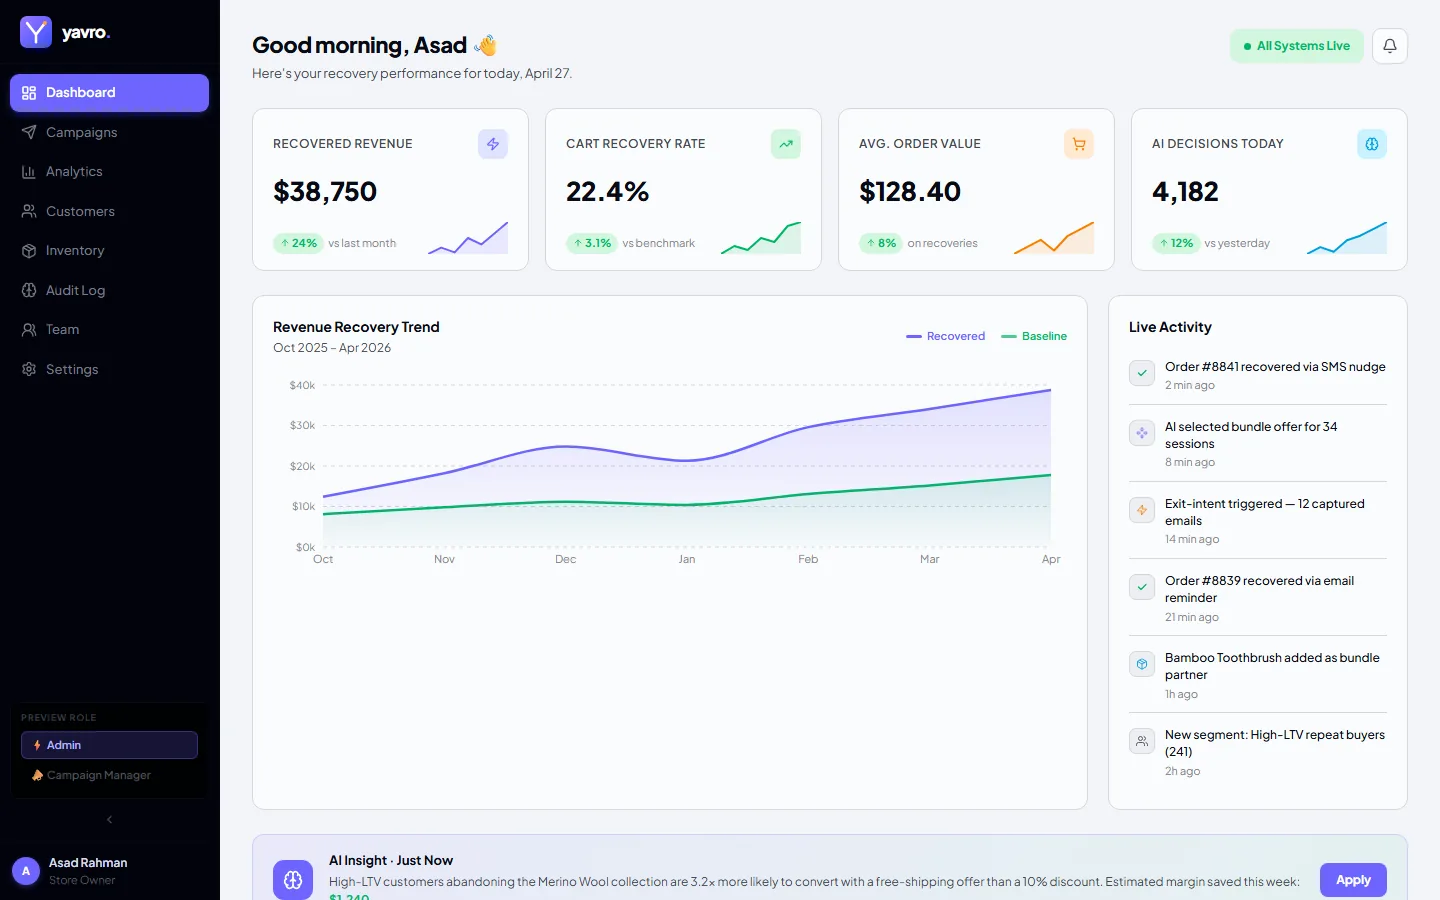 yavro.
Dashboard
Campaigns
Analytics
Customers
Inventory
Audit Log
Team
Settings
PREVIEW ROLE
Admin
Campaign Manager
A
Asad Rahman
Store Owner
Good morning, Asad 👋
Here's your recovery performance for today, April 27.
All Systems Live
RECOVERED REVENUE
$38,750
↑ 24% vs last month
CART RECOVERY RATE
22.4%
↑ 3.1% vs benchmark
AVG. ORDER VALUE
$128.40
↑ 8% on recoveries
AI DECISIONS TODAY
4,182
↑ 12% vs yesterday
Revenue Recovery Trend
Oct 2025 – Apr 2026
Recovered Baseline
$40k
$30k
$20k
$10k
$0k
Oct Nov Dec Jan Feb Mar Apr
Live Activity
Order #8841 recovered via SMS nudge
2 min ago
AI selected bundle offer for 34
sessions
8 min ago
Exit-intent triggered — 12 captured
emails
14 min ago
Order #8839 recovered via email
reminder
21 min ago
Bamboo Toothbrush added as bundle
partner
1h ago
New segment: High-LTV repeat buyers
(241)
2h ago
AI Insight · Just Now
High-LTV customers abandoning the Merino Wool collection are 3.2× more likely to convert with a free-shipping offer than a 10% discount. Estimated margin saved this week:
$1,240
Apply